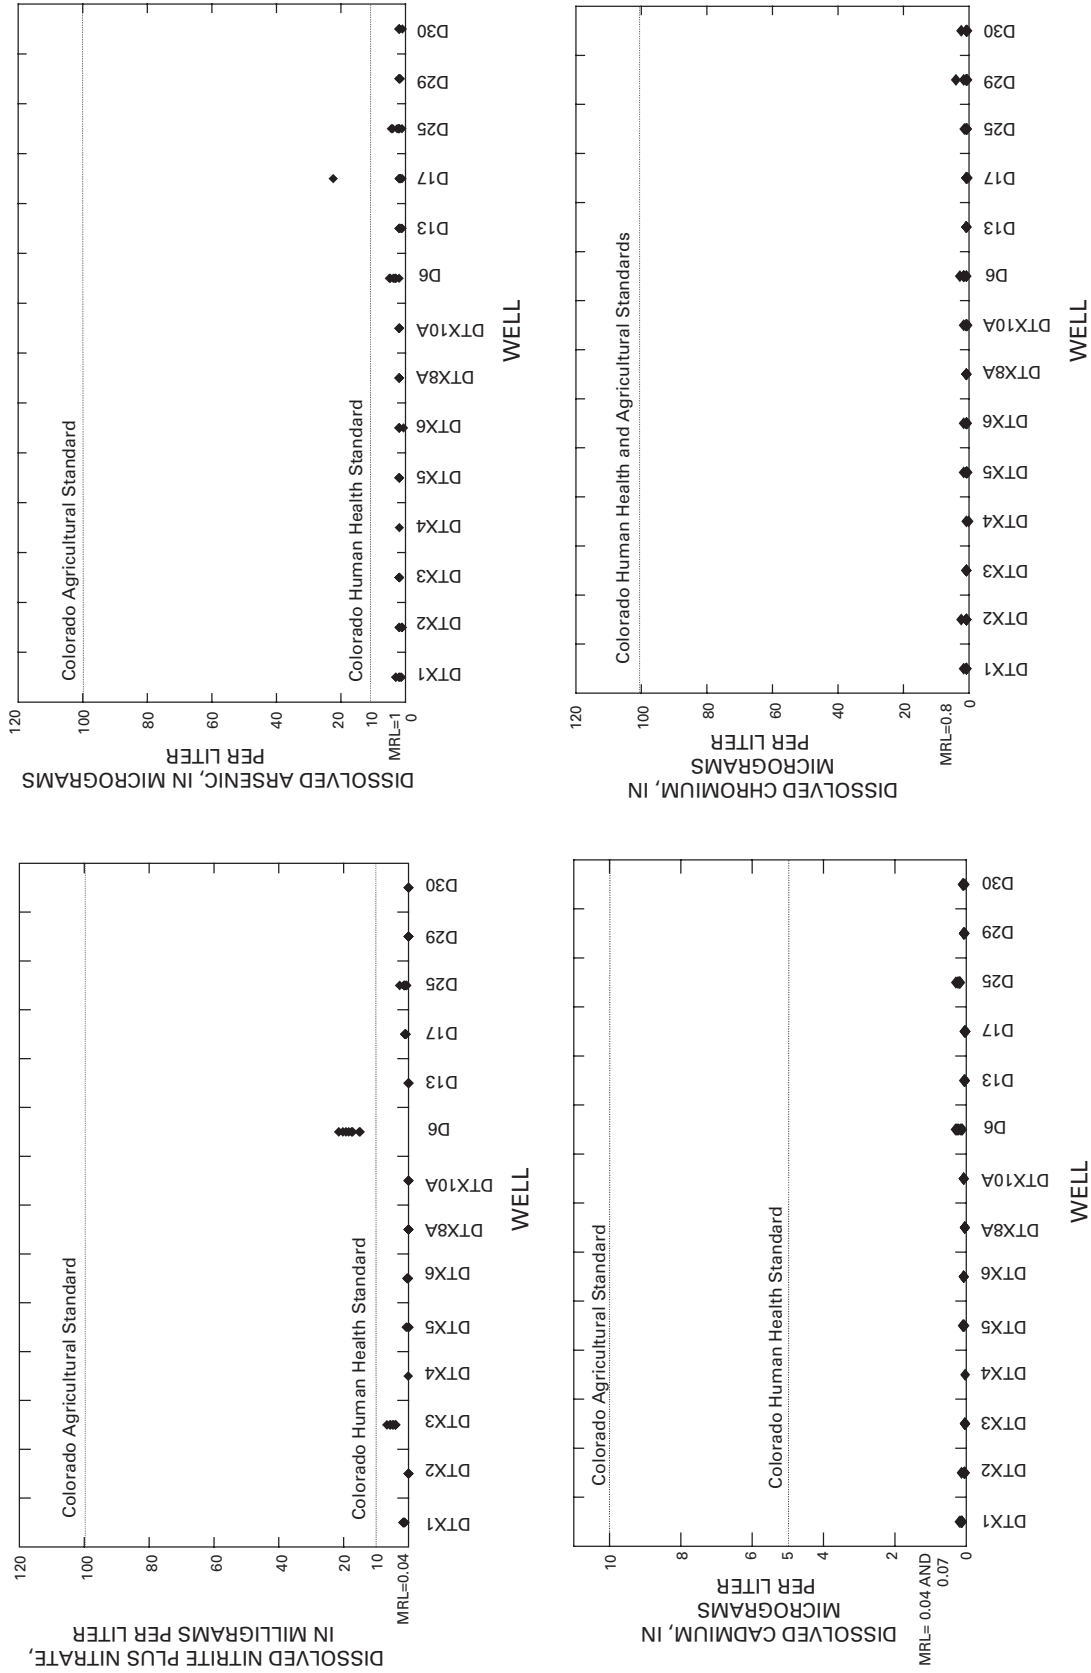 DISSOLVED NITRITE PLUS NITRATE,
IN MILLIGRAMS PER LITER
120
100
80
60
40
20
10
MRL=0.04
Colorado Agricultural Standard
Colorado Human Health Standard
DTX1
DTX2
DTX3
DTX4
DTX5
DTX6
DTX8A
DTX10A
D6
D13
D17
D25
D29
D30
WELL
DISSOLVED ARSENIC, IN MICROGRAMS
PER LITER
120
100
80
60
40
20
10
MRL=1
0
Colorado Agricultural Standard
Colorado Human Health Standard
DTX1
DTX2
DTX3
DTX4
DTX5
DTX6
DTX8A
DTX10A
D6
D13
D17
D25
D29
D30
WELL
DISSOLVED CADMIUM, IN
MICROGRAMS
PER LITER
10
8
6
5
4
2
MRL= 0.04 AND
0.07
0
Colorado Agricultural Standard
Colorado Human Health Standard
DTX1
DTX2
DTX3
DTX4
DTX5
DTX6
DTX8A
DTX10A
D6
D13
D17
D25
D29
D30
WELL
DISSOLVED CHROMIUM, IN
MICROGRAMS
PER LITER
120
100
80
60
40
20
MRL=0.8
0
Colorado Human Health and Agricultural Standards
DTX1
DTX2
DTX3
DTX4
DTX5
DTX6
DTX8A
DTX10A
D6
D13
D17
D25
D29
D30
WELL